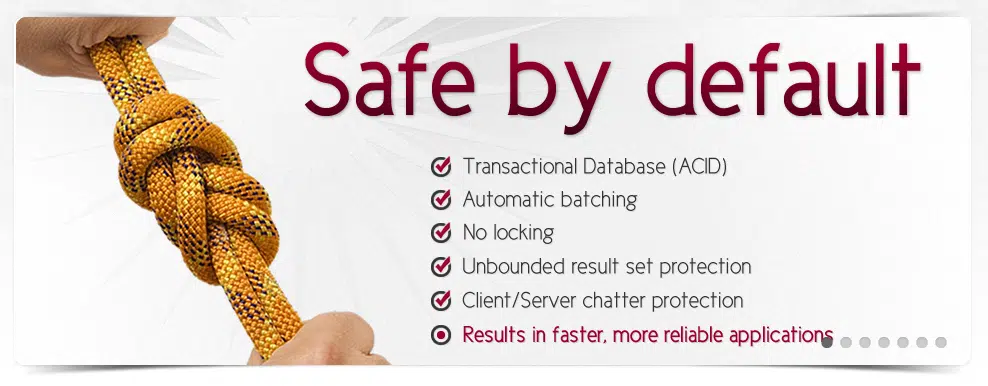 Safe by default
Transactional Database (ACID)
Automatic batching
No locking
Unbounded result set protection
Client/Server chatter protection
Results in faster, more reliable applications